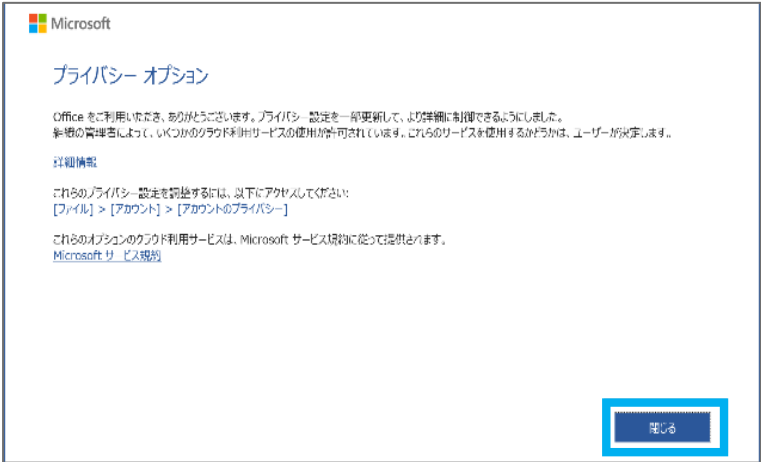 Microsoft
プライバシー オプション
Office をご利用いただき、ありがとうございます。プライバシー設定を一部更新して、より詳細に制御できるようにしました。
組織の管理者によって、いくつかのクラウド利用サービスの使用が許可されています。これらのサービスを使用するかどうかは、ユーザーが決定します。
詳細情報
これらのプライバシー設定を調整するには、以下にアクセスしてください:
[ファイル] > [アカウント] > [アカウントのプライバシー]
これらのオプションのクラウド利用サービスは、Microsoft サービス規約に従って提供されます。
Microsoft サービス規約
閉じる